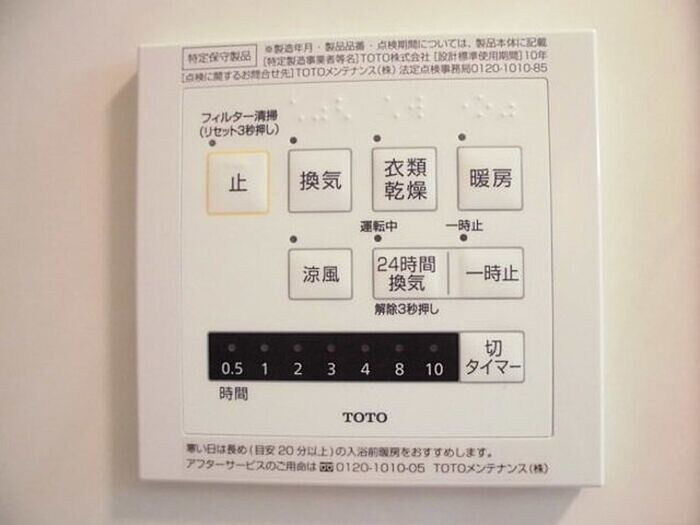 特定保守製品
※製造年月・製品品番・点検期間については、製品本体に記載
[特定製造事業者等名]TOTO株式会社 [設計標準使用期間]10年
[点検に関するお問合せ先]TOTOメンテナンス(株) 法定点検事務局0120-1010-85
フィルター清掃
(リセット3秒押し)
止
換気
衣類
乾燥
暖房
運転中
一時止
涼風
24時間
換気
一時止
解除3秒押し
0.5 1 2 3 4 8 10
時間
切
タイマー
TOTO
寒い日は長め(目安20分以上)の入浴前暖房をおすすめします。
アフターサービスのご用命は 0120-1010-05 TOTOメンテナンス(株)